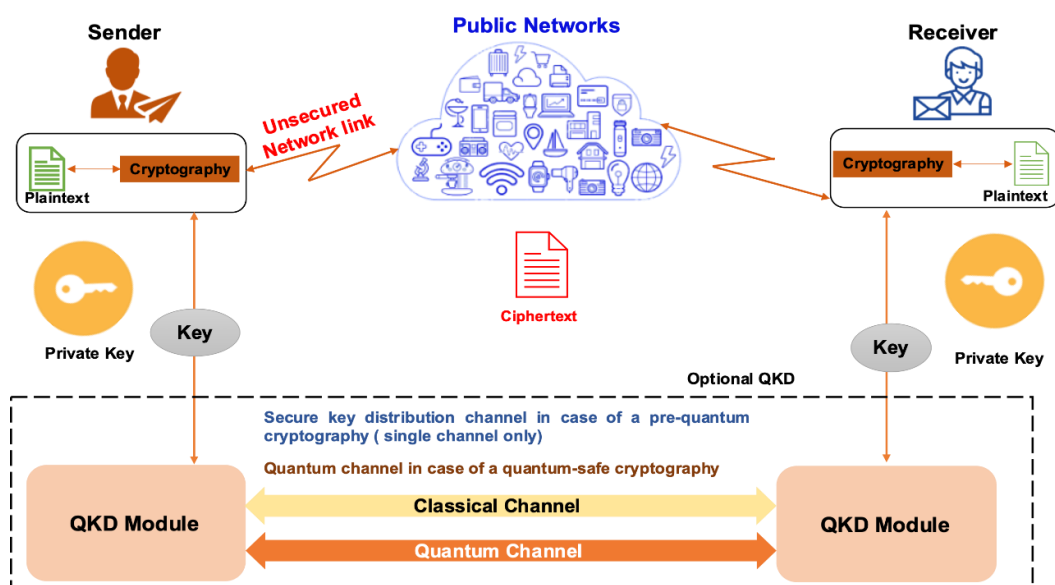 Sender
Public Networks
Receiver
Unsecured
Network link
Cryptography
Plaintext
Cryptography
Plaintext
Ciphertext
Key
Private Key
Key
Private Key
Optional QKD
Secure key distribution channel in case of a pre-quantum
cryptography ( single channel only)
Quantum channel in case of a quantum-safe cryptography
QKD Module
Classical Channel
QKD Module
Quantum Channel